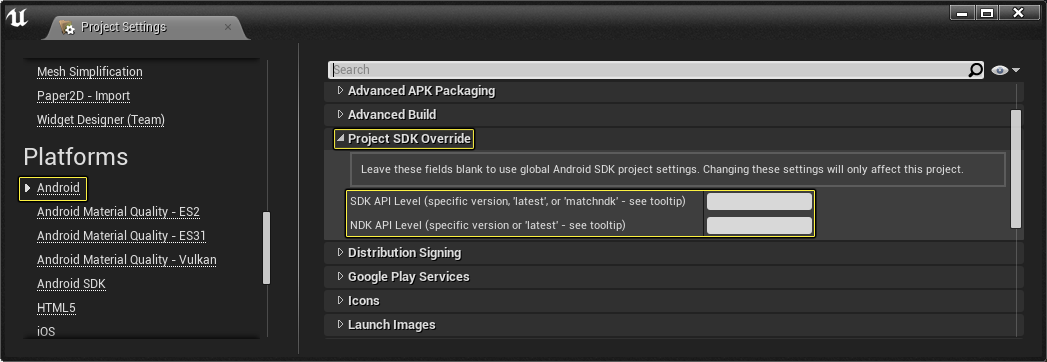 Project Settings
Mesh Simplification
Paper2D - Import
Widget Designer (Team)
Platforms
Android
Android Material Quality - ES2
Android Material Quality - ES31
Android Material Quality - Vulkan
Android SDK
HTML5
iOS
Search
Advanced APK Packaging
Advanced Build
Project SDK Override
Leave these fields blank to use global Android SDK project settings. Changing these settings will only affect this project.
SDK API Level (specific version, 'latest', or 'matchndk' - see tooltip)
NDK API Level (specific version or 'latest' - see tooltip)
Distribution Signing
Google Play Services
Icons
Launch Images